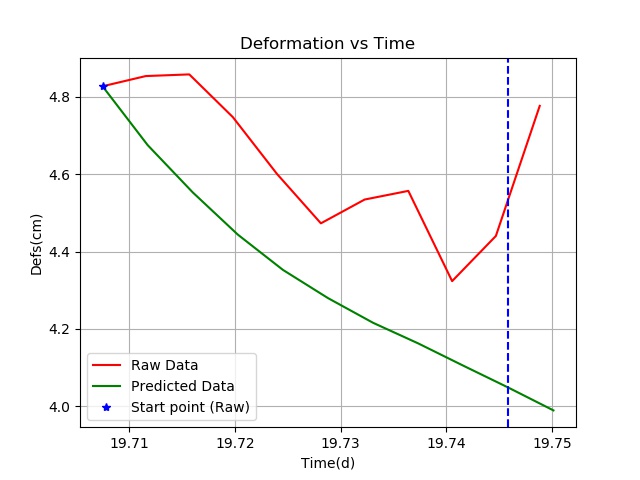 Deformation vs Time
4.8
4.6
4.4
4.2
4.0
Defs(cm)
Raw Data
Predicted Data
Start point (Raw)
19.71 19.72 19.73 19.74 19.75
Time(d)